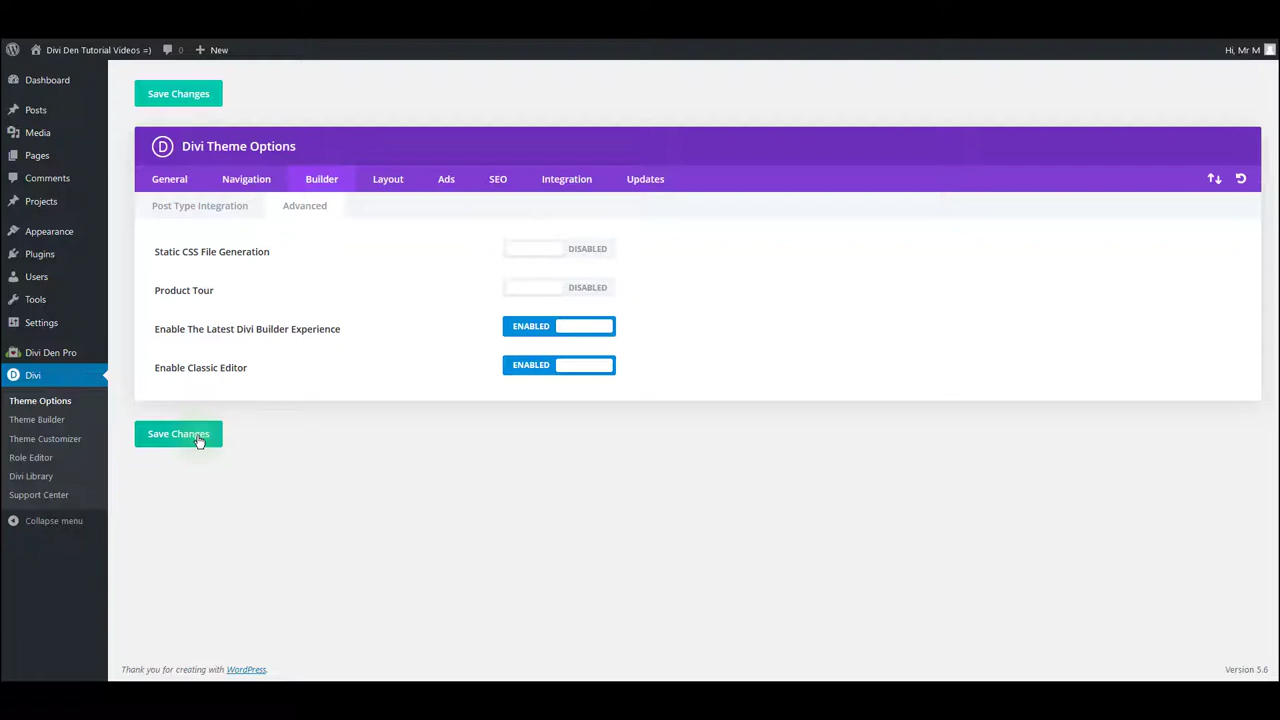 Divi Den Tutorial Videos =)
0
New
Hi, Mr M
Dashboard
Posts
Media
Pages
Comments
Projects
Appearance
Plugins
Users
Tools
Settings
Divi Den Pro
D Divi
Theme Options
Theme Builder
Theme Customizer
Role Editor
Divi Library
Support Center
Collapse menu
Save Changes
D Divi Theme Options
General Navigation Builder Layout Ads SEO Integration Updates
Post Type Integration Advanced
Static CSS File Generation DISABLED
Product Tour DISABLED
Enable The Latest Divi Builder Experience ENABLED
Enable Classic Editor ENABLED
Save Changes
Thank you for creating with WordPress.
Version 5.6